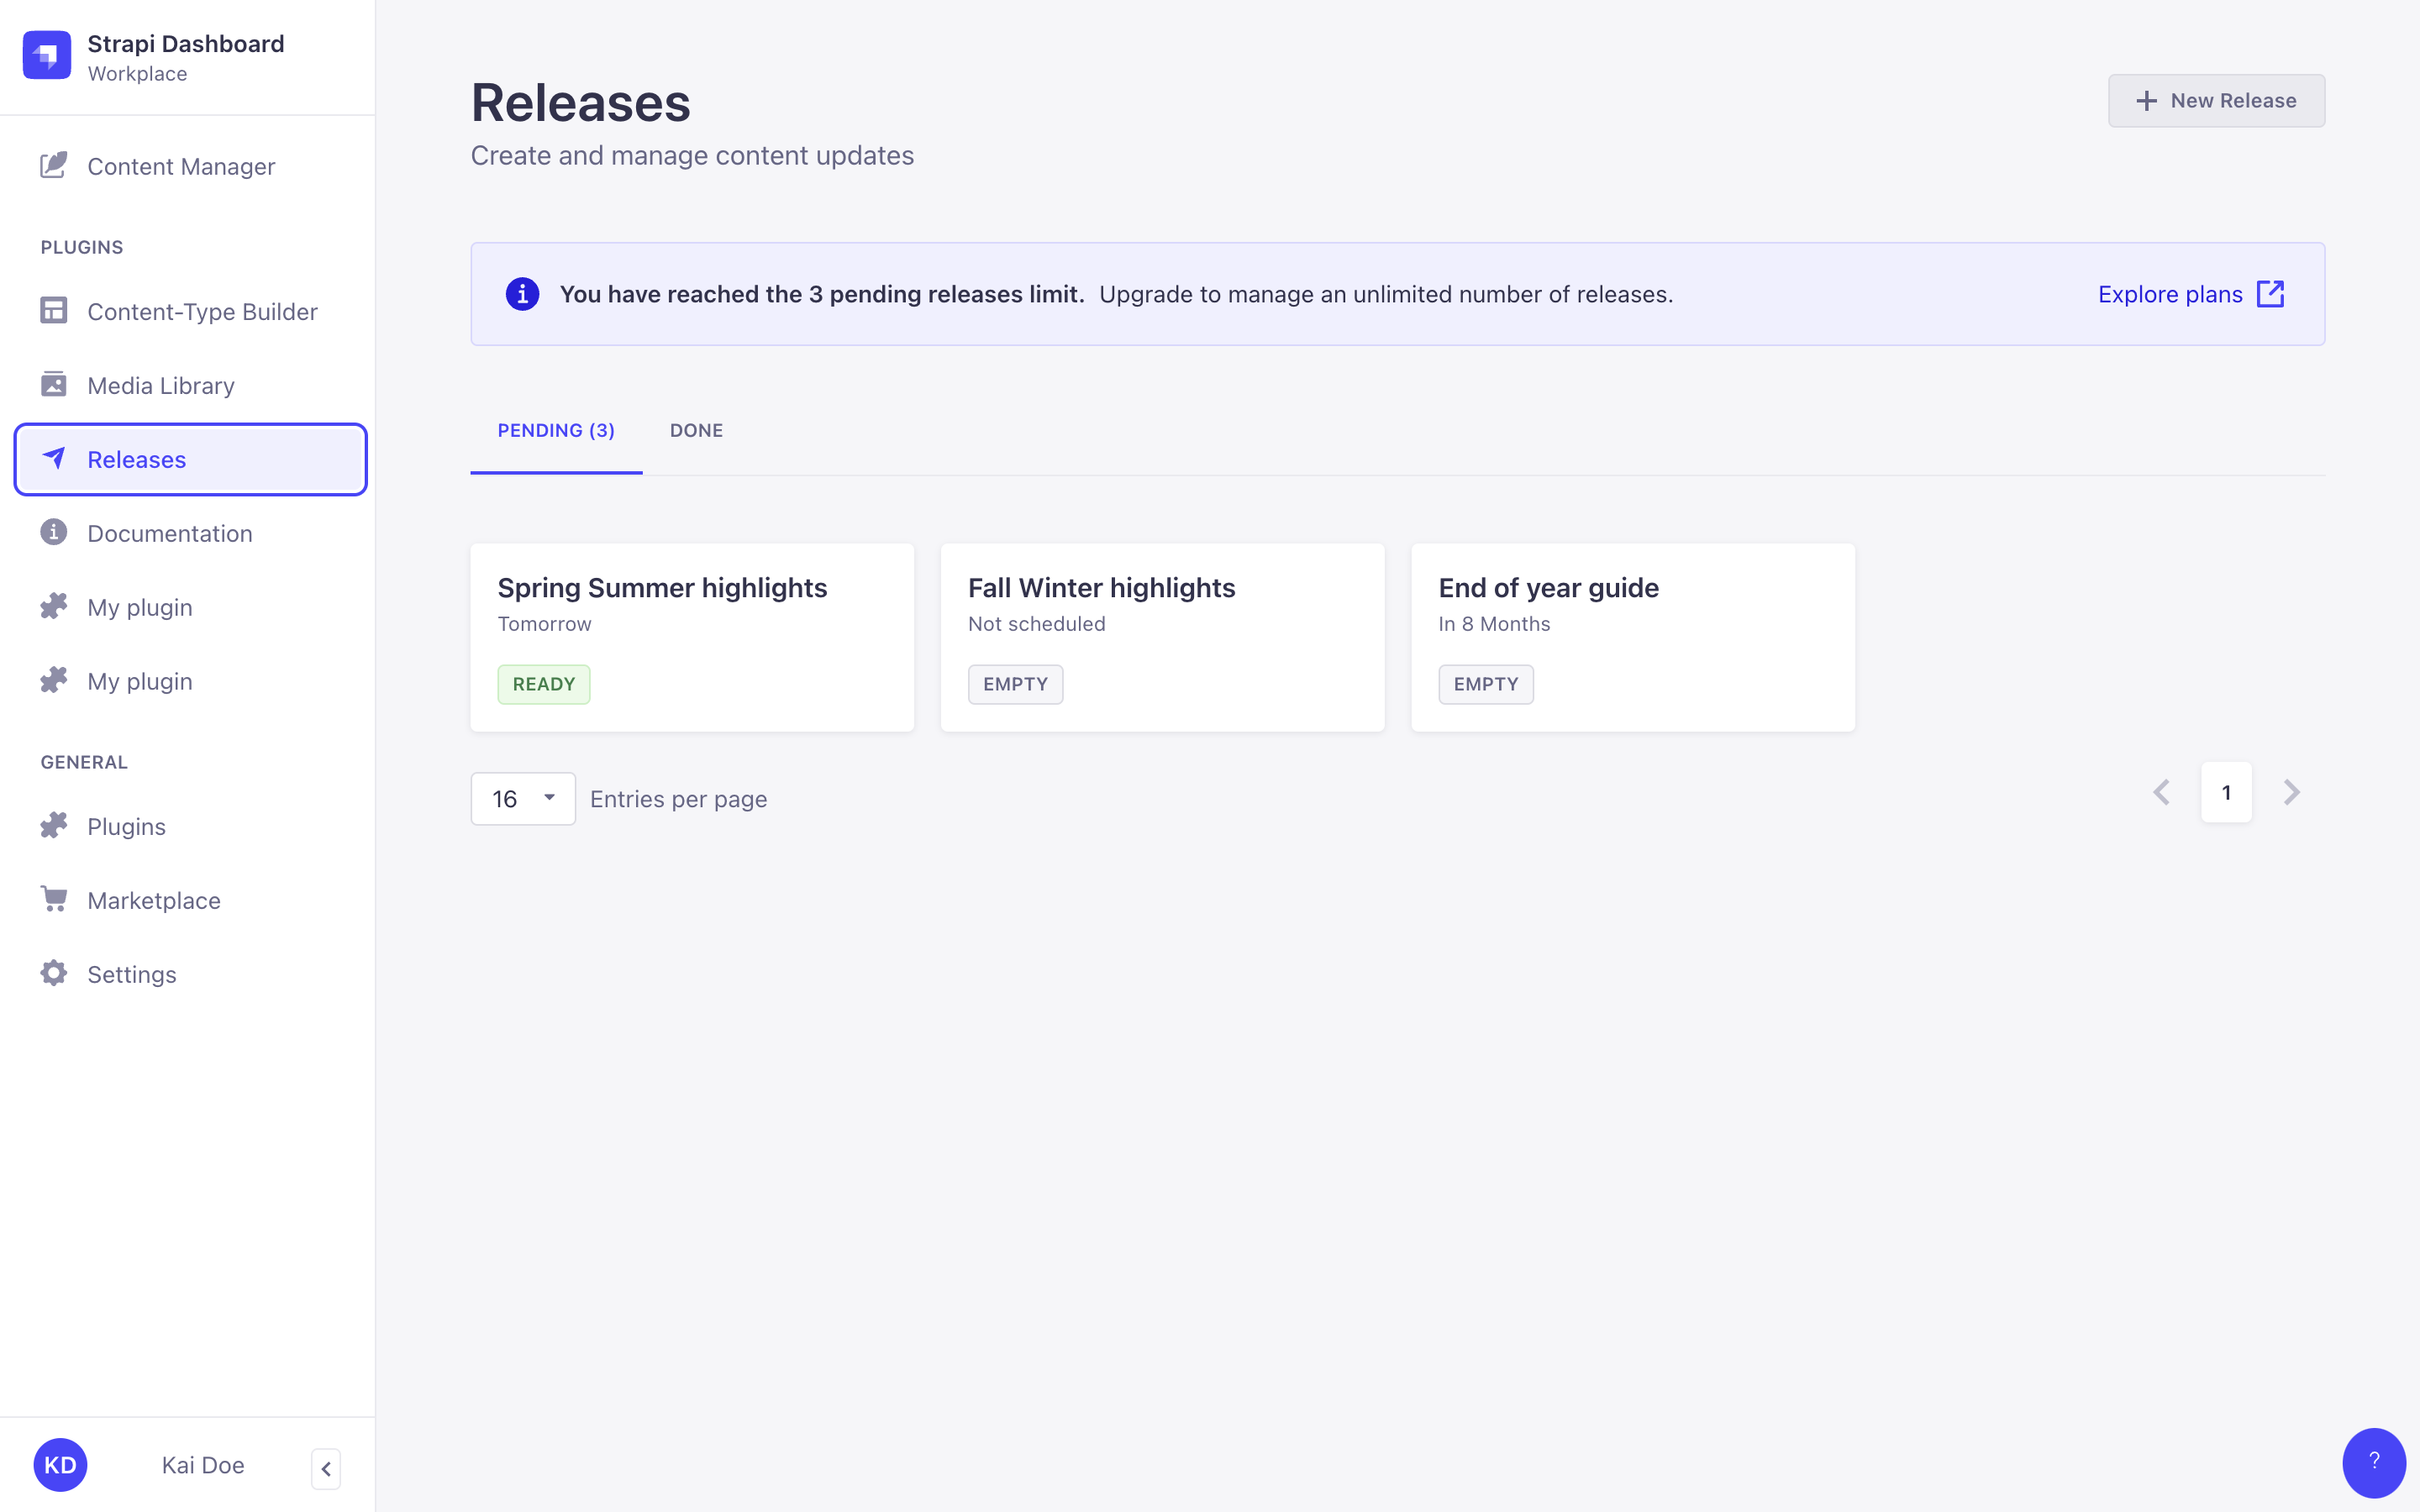 Strapi Dashboard
Workplace
Content Manager
PLUGINS
Content-Type Builder
Media Library
Releases
Documentation
My plugin
My plugin
GENERAL
Plugins
Marketplace
Settings
KD
Kai Doe
Releases
Create and manage content updates
New Release
You have reached the 3 pending releases limit. Upgrade to manage an unlimited number of releases.
Explore plans
PENDING (3)
DONE
Spring Summer highlights
Tomorrow
READY
Fall Winter highlights
Not scheduled
EMPTY
End of year guide
In 8 Months
EMPTY
16
Entries per page
1
?